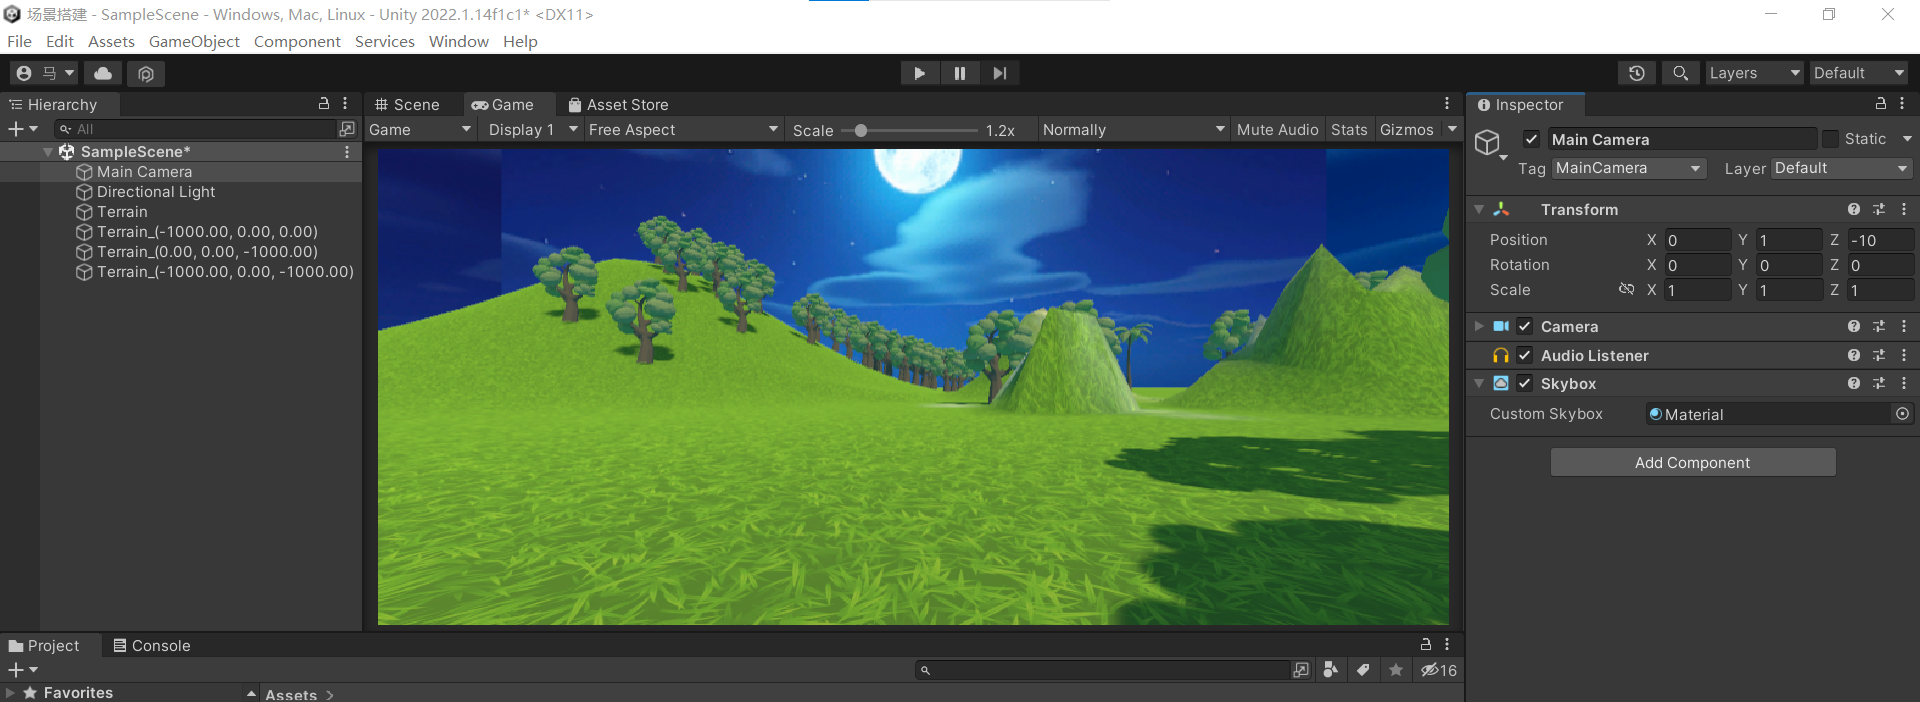 场景搭建 - SampleScene - Windows, Mac, Linux - Unity 2022.1.14f1c1* <DX11>
File Edit Assets GameObject Component Services Window Help
马 Layers Default
Hierarchy Scene Game Asset Store Inspector
All Game Display 1 Free Aspect Scale 1.2x Normally Mute Audio Stats Gizmos
SampleScene*
Main Camera
Directional Light
Terrain
Terrain_(-1000.00, 0.00, 0.00)
Terrain_(0.00, 0.00, -1000.00)
Terrain_(-1000.00, 0.00, -1000.00)
Main Camera Static
Tag MainCamera Layer Default
Transform
Position X 0 Y 1 Z -10
Rotation X 0 Y 0 Z 0
Scale X 1 Y 1 Z 1
Camera
Audio Listener
Skybox
Custom Skybox Material
Add Component
Project Console
16
Favorites Assets >